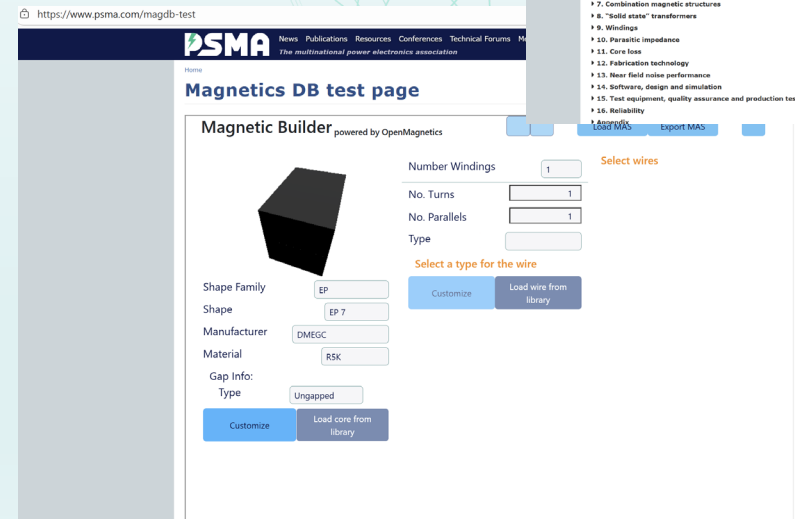 https://www.psma.com/magdb-test
PSMA
News Publications Resources Conferences Technical Forums
The multinational power electronics association
Home
Magnetics DB test page
7. Combination magnetic structures
8. "Solid state" transformers
9. Windings
10. Parasitic impedance
11. Core loss
12. Fabrication technology
13. Near field noise performance
14. Software, design and simulation
15. Test equipment, quality assurance and production tes
16. Reliability
Appendix
Magnetic Builder powered by OpenMagnetics
Load MAS Export MAS
Number Windings 1
No. Turns 1
No. Parallels 1
Type
Select a type for the wire
Customize
Load wire from
library
Select wires
Shape Family EP
Shape EP 7
Manufacturer DMEGC
Material R5K
Gap Info:
Type Ungapped
Customize
Load core from
library